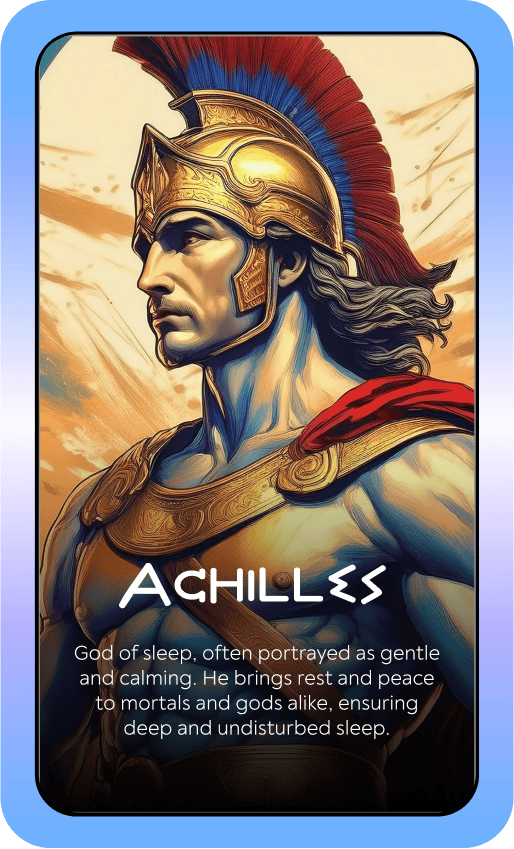 ACHILLES
God of sleep, often portrayed as gentle
and calming. He brings rest and peace
to mortals and gods alike, ensuring
deep and undisturbed sleep.